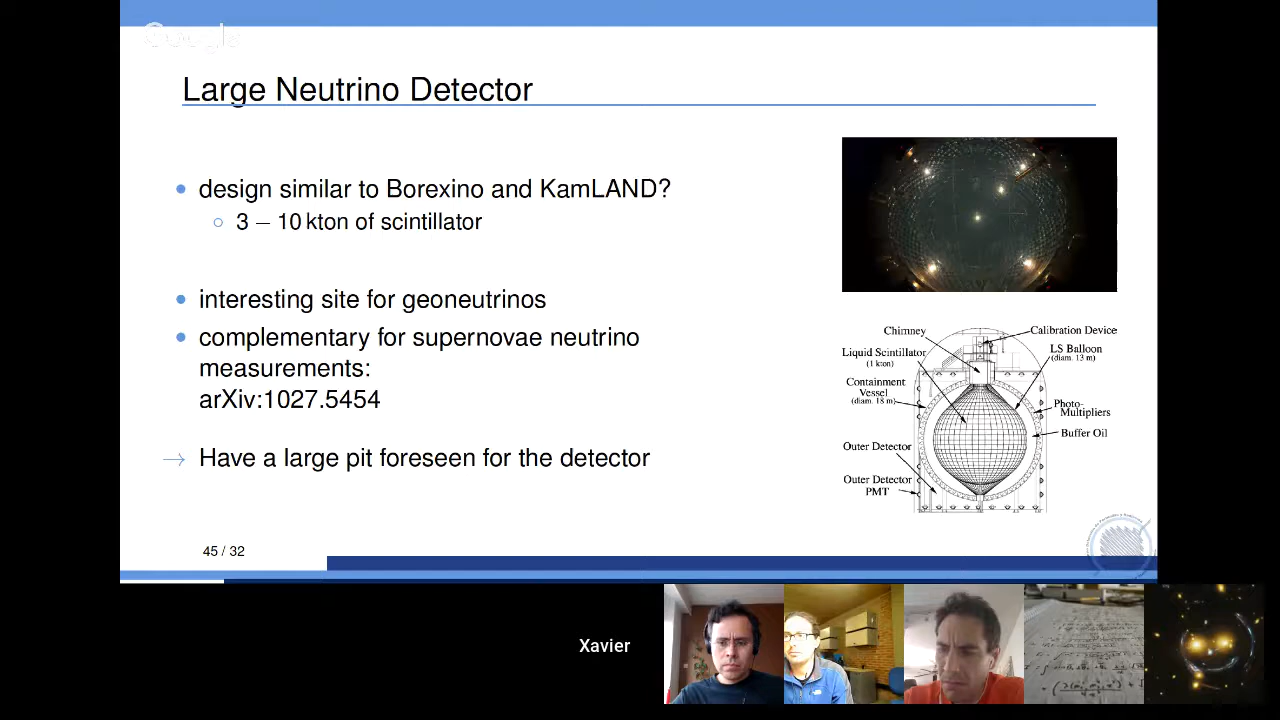 Google
Large Neutrino Detector
design similar to Borexino and KamLAND?
3 – 10 kton of scintillator
interesting site for geoneutrinos
complementary for supernovae neutrino
measurements:
arXiv:1027.5454
→ Have a large pit foreseen for the detector
Chimney
Calibration Device
Liquid Scintillator
(1 kton)
LS Balloon
(diam. 13 m)
Containment
Vessel
(diam. 18 m)
Photo-
Multipliers
Buffer Oil
Outer Detector
Outer Detector
PMT
45 / 32
Xavier